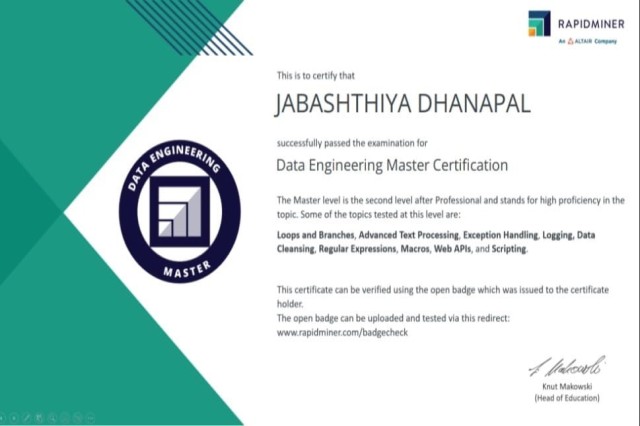 RAPIDMINER
An ALTAIR Company
This is to certify that
JABASHTHIYA DHANAPAL
successfully passed the examination for
Data Engineering Master Certification
DATA ENGINEERING
MASTER
The Master level is the second level after Professional and stands for high proficiency in the
topic. Some of the topics tested at this level are:
Loops and Branches, Advanced Text Processing, Exception Handling, Logging, Data
Cleansing, Regular Expressions, Macros, Web APIs, and Scripting.
This certificate can be verified using the open badge which was issued to the certificate
holder.
The open badge can be uploaded and tested via this redirect:
www.rapidminer.com/badgecheck
Knut Makowski
(Head of Education)